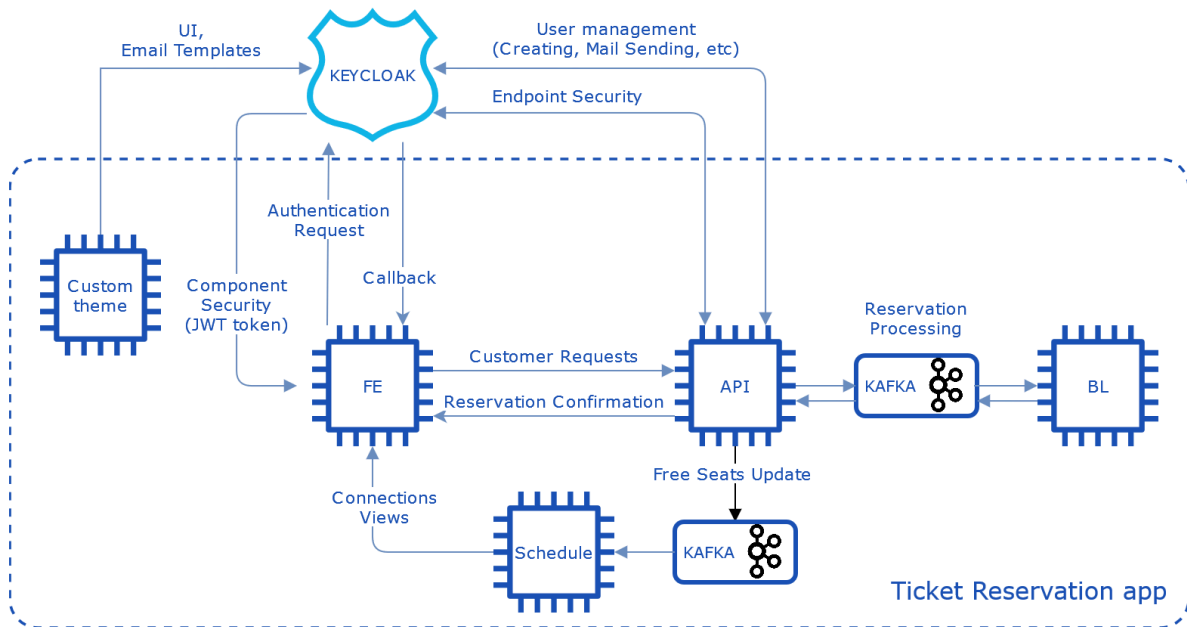 UI,
Email Templates
KEYCLOAK
User management
(Creating, Mail Sending, etc)
Endpoint Security
Authentication
Request
Callback
Custom
theme
Component
Security
(JWT token)
FE
Customer Requests
Reservation Confirmation
API
Reservation
Processing
KAFKA
BL
Free Seats Update
Connections
Views
Schedule
KAFKA
Ticket Reservation app